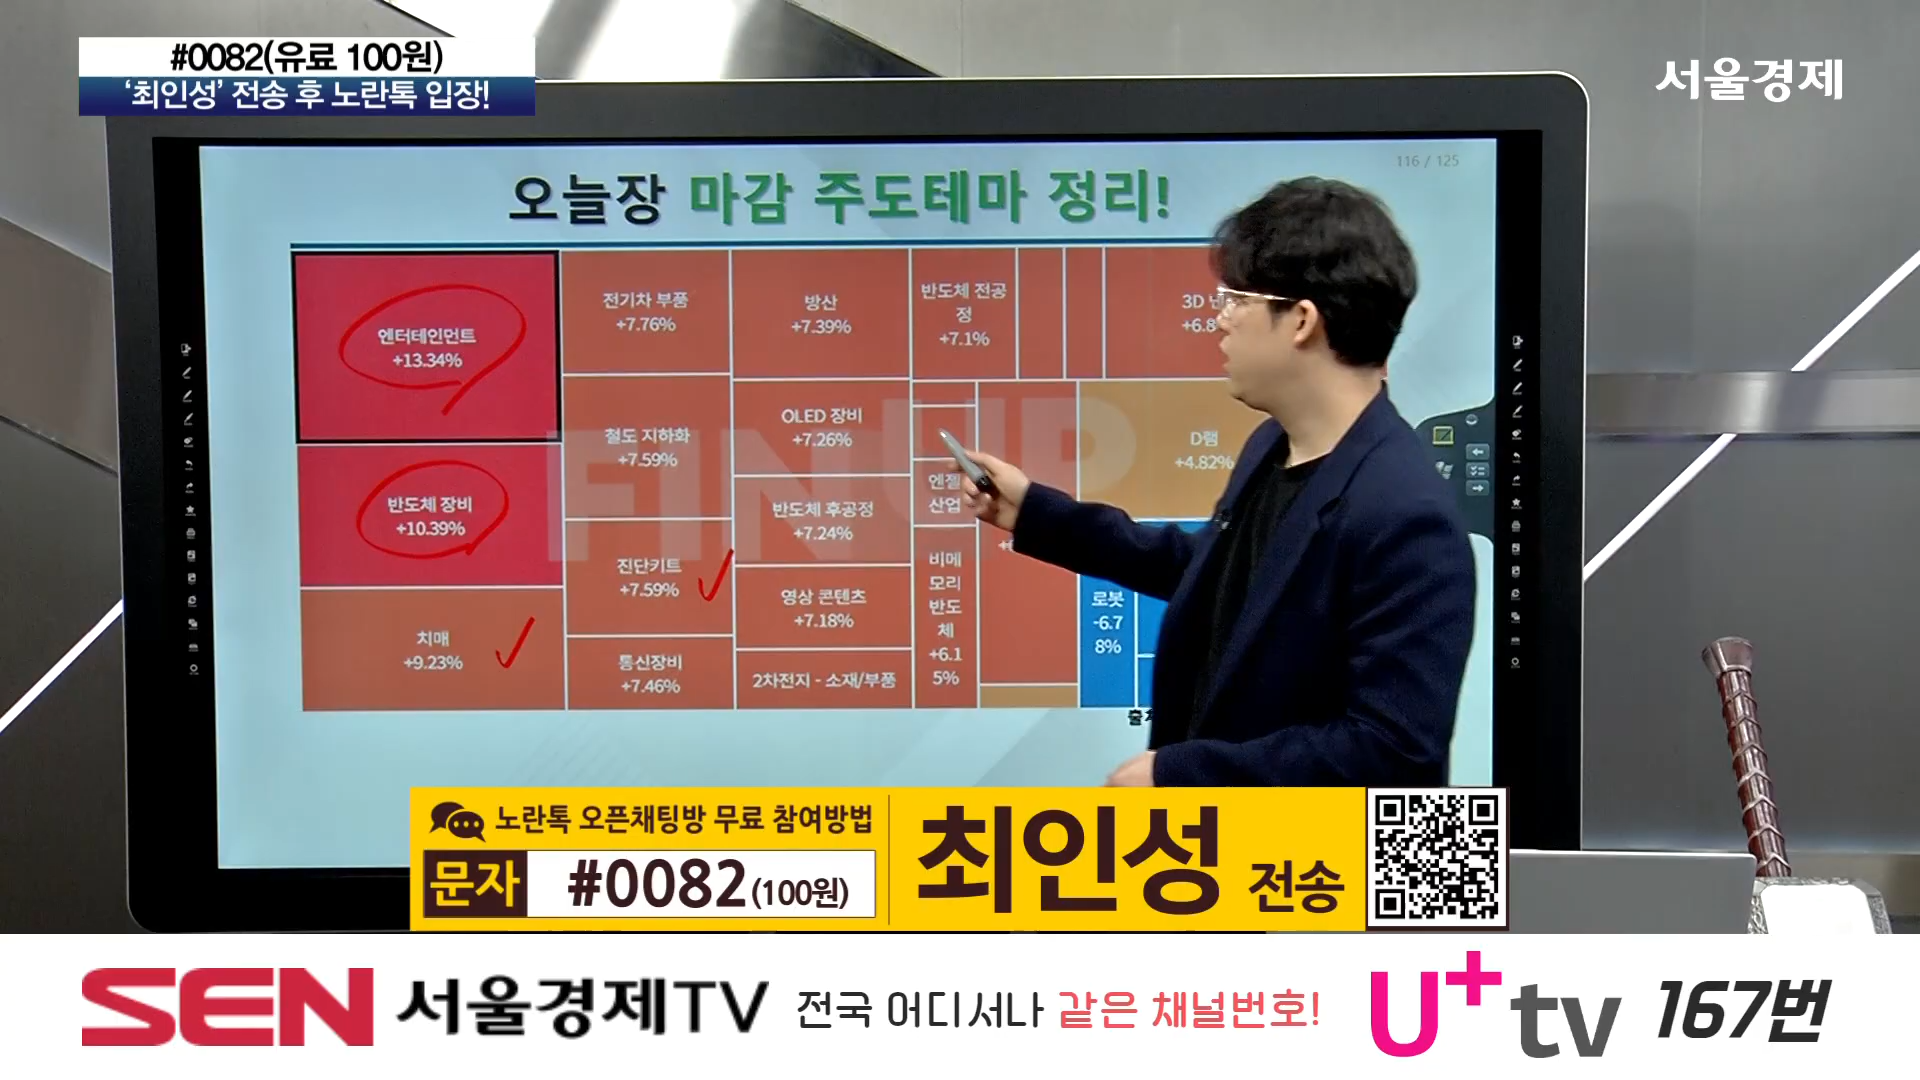 #0082(유료 100원)
‘최인성’ 전송 후 노란톡 입장!
서울경제
116 / 125
오늘장 마감 주도테마 정리!
엔터테인먼트
+13.34%
반도체 장비
+10.39%
치매
+9.23%
전기차 부품
+7.76%
철도 지하화
+7.59%
진단키트
+7.59%
통신장비
+7.46%
방산
+7.39%
OLED 장비
+7.26%
반도체 후공정
+7.24%
영상 콘텐츠
+7.18%
2차전지 - 소재/부품
반도체 전공
정
+7.1%
엔젤
산업
비메
모리
반도
체
+6.1
5%
3D
+6.8
D램
+4.82%
로봇
-6.7
8%
FINUP
노란톡 오픈채팅방 무료 참여방법
문자 #0082(100원)
최인성 전송
SEN 서울경제TV 전국 어디서나 같은 채널번호! U+tv 167번